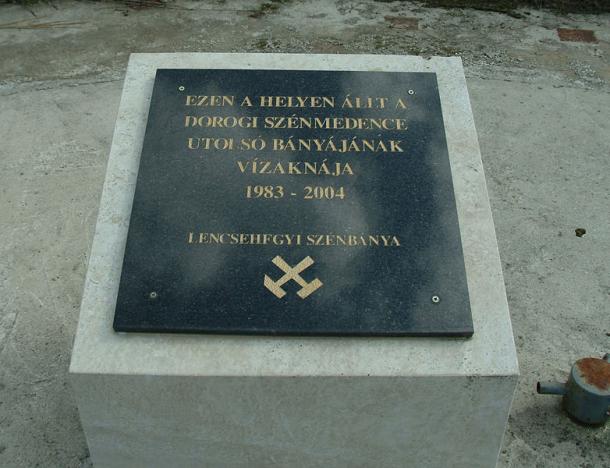 EZEN A HELYEN ÁLLT A
DOROGI SZÉNMEDENCE
UTOLSÓ BÁNYÁJÁNAK
VÍZAKNÁJA
1983 - 2004
LENCSEHEGYI SZÉNBÁNYA